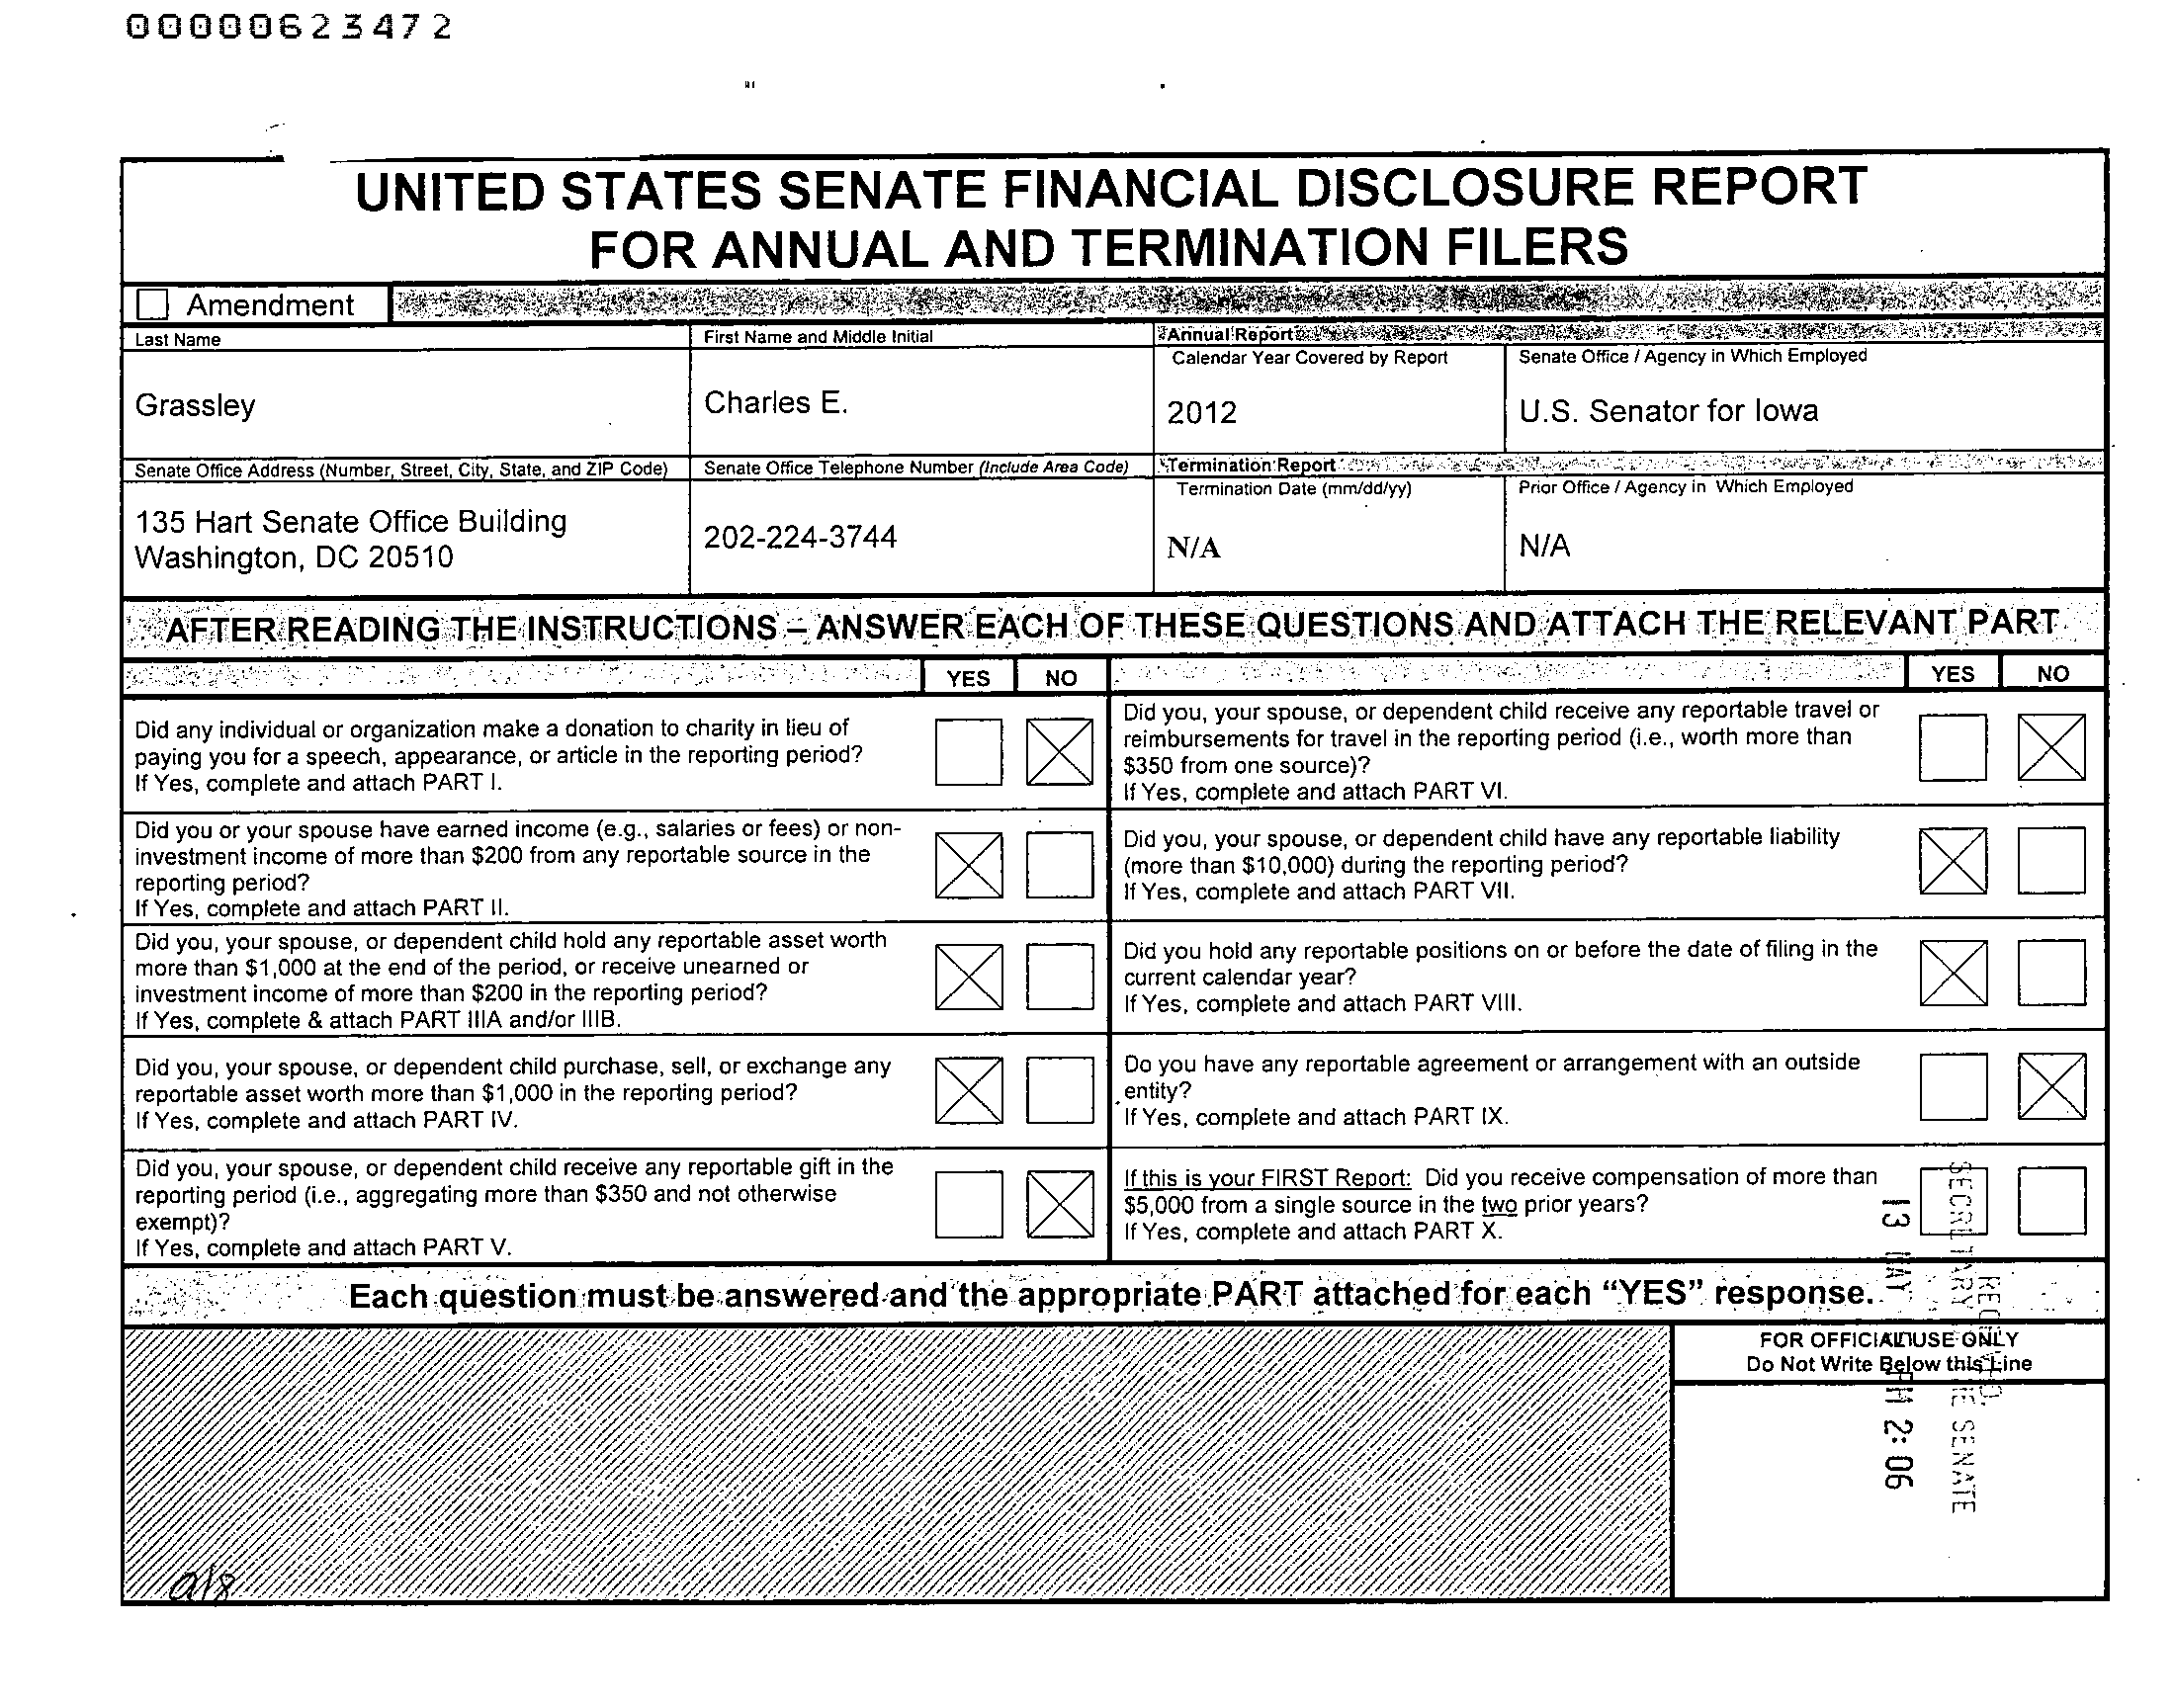 00000623472
UNITED STATES SENATE FINANCIAL DISCLOSURE REPORT
FOR ANNUAL AND TERMINATION FILERS
Amendment
Last Name
First Name and Middle Initial
Annual Report
Calendar Year Covered by Report
Senate Office / Agency in Which Employed
Grassley
Charles E.
2012
U.S. Senator for Iowa
Senate Office Address (Number, Street, City, State, and ZIP Code)
Senate Office Telephone Number (Include Area Code)
Termination Report
Termination Date (mm/dd/yy)
Prior Office / Agency in Which Employed
135 Hart Senate Office Building
Washington, DC 20510
202-224-3744
N/A
N/A
AFTER READING THE INSTRUCTIONS – ANSWER EACH OF THESE QUESTIONS AND ATTACH THE RELEVANT PART
YES NO
YES NO
Did any individual or organization make a donation to charity in lieu of
paying you for a speech, appearance, or article in the reporting period?
If Yes, complete and attach PART I.
Did you, your spouse, or dependent child receive any reportable travel or
reimbursements for travel in the reporting period (i.e., worth more than
$350 from one source)?
If Yes, complete and attach PART VI.
Did you or your spouse have earned income (e.g., salaries or fees) or non-
investment income of more than $200 from any reportable source in the
reporting period?
If Yes, complete and attach PART II.
Did you, your spouse, or dependent child have any reportable liability
(more than $10,000) during the reporting period?
If Yes, complete and attach PART VII.
Did you, your spouse, or dependent child hold any reportable asset worth
more than $1,000 at the end of the period, or receive unearned or
investment income of more than $200 in the reporting period?
If Yes, complete & attach PART IIIA and/or IIIB.
Did you hold any reportable positions on or before the date of filing in the
current calendar year?
If Yes, complete and attach PART VIII.
Did you, your spouse, or dependent child purchase, sell, or exchange any
reportable asset worth more than $1,000 in the reporting period?
If Yes, complete and attach PART IV.
Do you have any reportable agreement or arrangement with an outside
entity?
If Yes, complete and attach PART IX.
Did you, your spouse, or dependent child receive any reportable gift in the
reporting period (i.e., aggregating more than $350 and not otherwise
exempt)?
If Yes, complete and attach PART V.
If this is your FIRST Report: Did you receive compensation of more than
$5,000 from a single source in the two prior years?
If Yes, complete and attach PART X.
Each question must be answered and the appropriate PART attached for each “YES” response.
FOR OFFICIAL USE ONLY
Do Not Write Below this Line
SENATE
13 MAY
PM 2:06